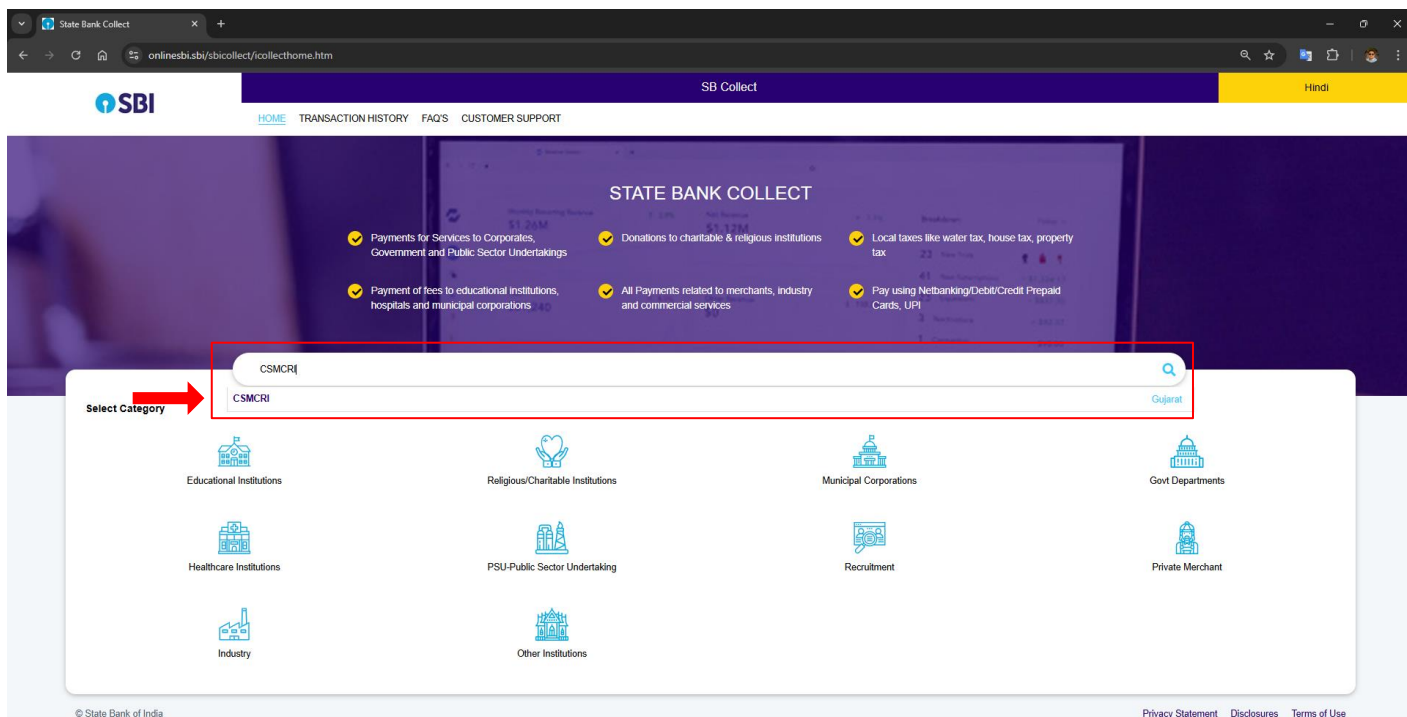 State Bank Collect
onlinesbi.sbi/sbicollect/icollecthome.htm
SBI
SB Collect
Hindi
HOME TRANSACTION HISTORY FAQ'S CUSTOMER SUPPORT
STATE BANK COLLECT
Payments for Services to Corporates,
Government and Public Sector Undertakings
Donations to charitable & religious institutions
Local taxes like water tax, house tax, property
tax
Payment of fees to educational institutions,
hospitals and municipal corporations
All Payments related to merchants, industry
and commercial services
Pay using Netbanking/Debit/Credit Prepaid
Cards, UPI
CSMCRI
CSMCRI Gujarat
Select Category
Educational Institutions
Religious/Charitable Institutions
Municipal Corporations
Govt Departments
Healthcare Institutions
PSU-Public Sector Undertaking
Recruitment
Private Merchant
Industry
Other Institutions
© State Bank of India
Privacy Statement Disclosures Terms of Use